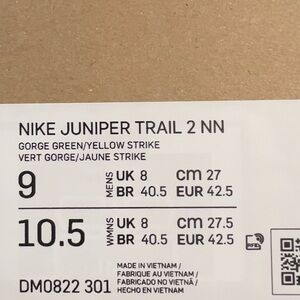 NIKE JUNIPER TRAIL 2 NN
GORGE GREEN/YELLOW STRIKE
VERT GORGE/JAUNE STRIKE
9 MENS UK 8 CM 27
BR 40.5 EUR 42.5
10.5 WMNS UK 8 CM 27.5
BR 40.5 EUR 42.5
RFID
MADE IN VIETNAM /
FABRIQUE AU VIETNAM /
FABRICADO NO VIETNÃ /
DM0822 301 HECHO EN VIETNAM